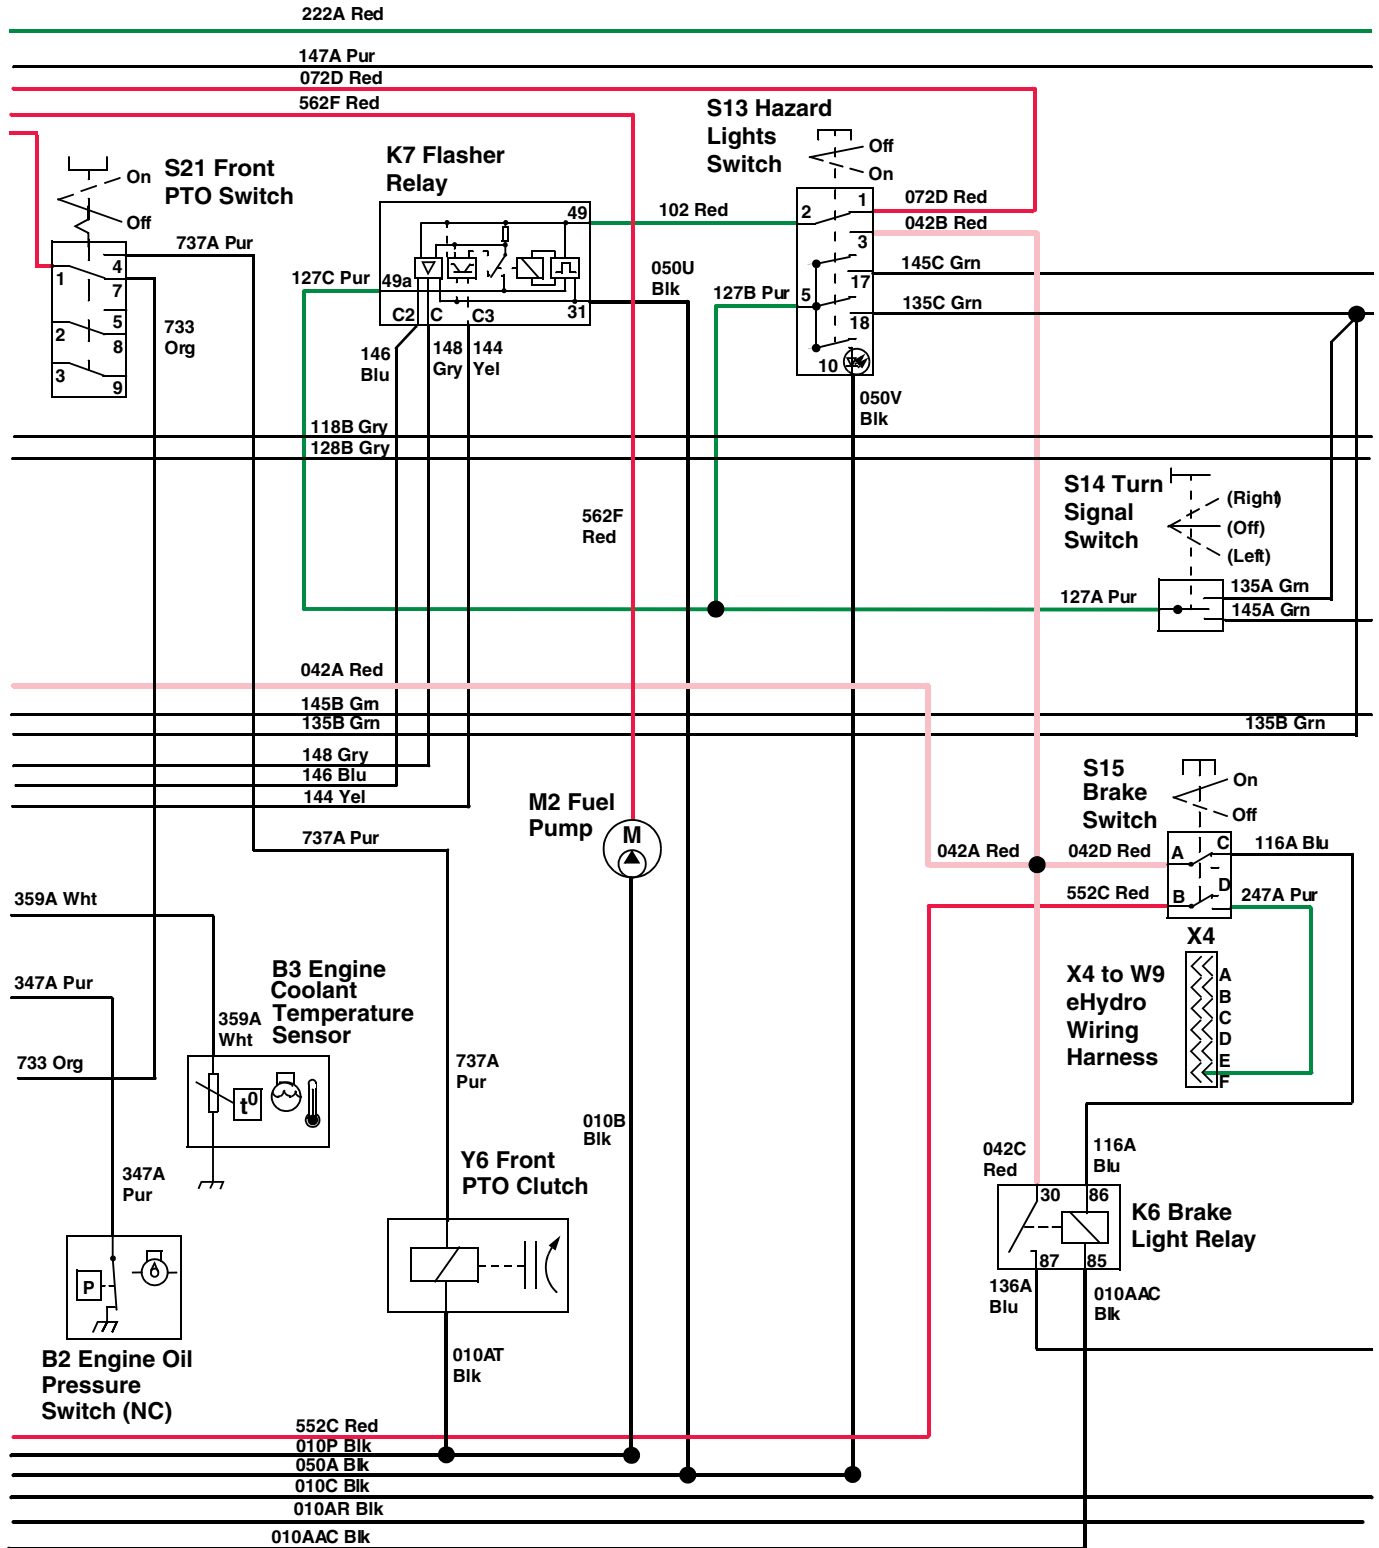 222A Red
147A Pur
072D Red
562F Red
S13 Hazard
Lights
Switch
Off
On
K7 Flasher
Relay
S21 Front
PTO Switch
On
Off
49
102 Red
2
1
072D Red
042B Red
3
737A Pur
4
1
7
127C Pur
49a
050U
Blk
127B Pur
5
145C Grn
17
135C Grn
18
C2
C
C3
31
5
2
8
733
Org
146
Blu
148
Gry
144
Yel
10
3
9
050V
Blk
118B Gry
128B Gry
S14 Turn
Signal
Switch
(Right)
(Off)
(Left)
562F
Red
127A Pur
135A Grn
145A Grn
042A Red
145B Grn
135B Grn
135B Grn
148 Gry
146 Blu
144 Yel
S15
Brake
Switch
On
Off
M2 Fuel
Pump
M
737A Pur
042A Red
042D Red
A
C
116A Blu
552C Red
B
D
247A Pur
359A Wht
X4
X4 to W9
eHydro
Wiring
Harness
A
B
C
D
E
F
B3 Engine
Coolant
Temperature
Sensor
347A Pur
359A
Wht
733 Org
t0
737A
Pur
010B
Blk
042C
Red
116A
Blu
Y6 Front
PTO Clutch
347A
Pur
30
86
K6 Brake
Light Relay
87
85
P
136A
Blu
010AAC
Blk
B2 Engine Oil
Pressure
Switch (NC)
010AT
Blk
552C Red
010P Blk
050A Blk
010C Blk
010AR Blk
010AAC Blk